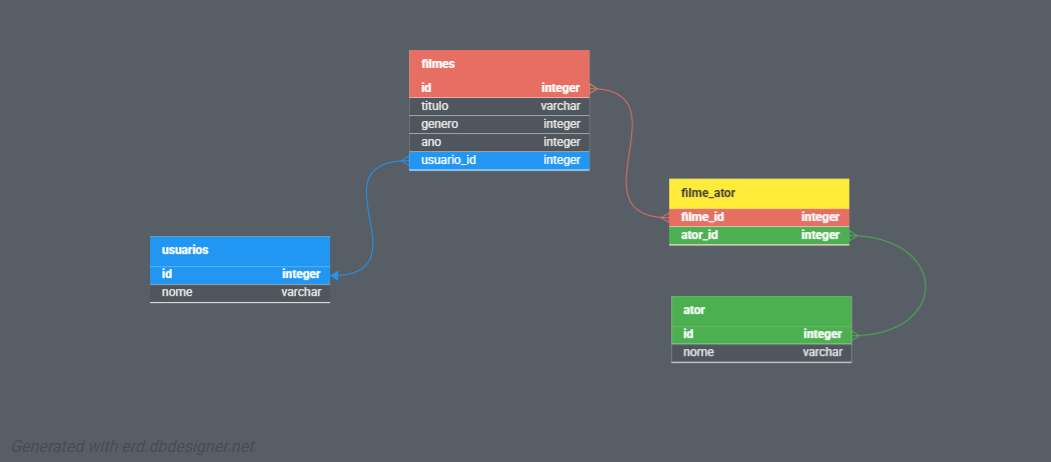 filmes
id integer
titulo varchar
genero integer
ano integer
usuario_id integer
filme_ator
filme_id integer
ator_id integer
usuarios
id integer
nome varchar
ator
id integer
nome varchar
Generated with erd.dbdesigner.net